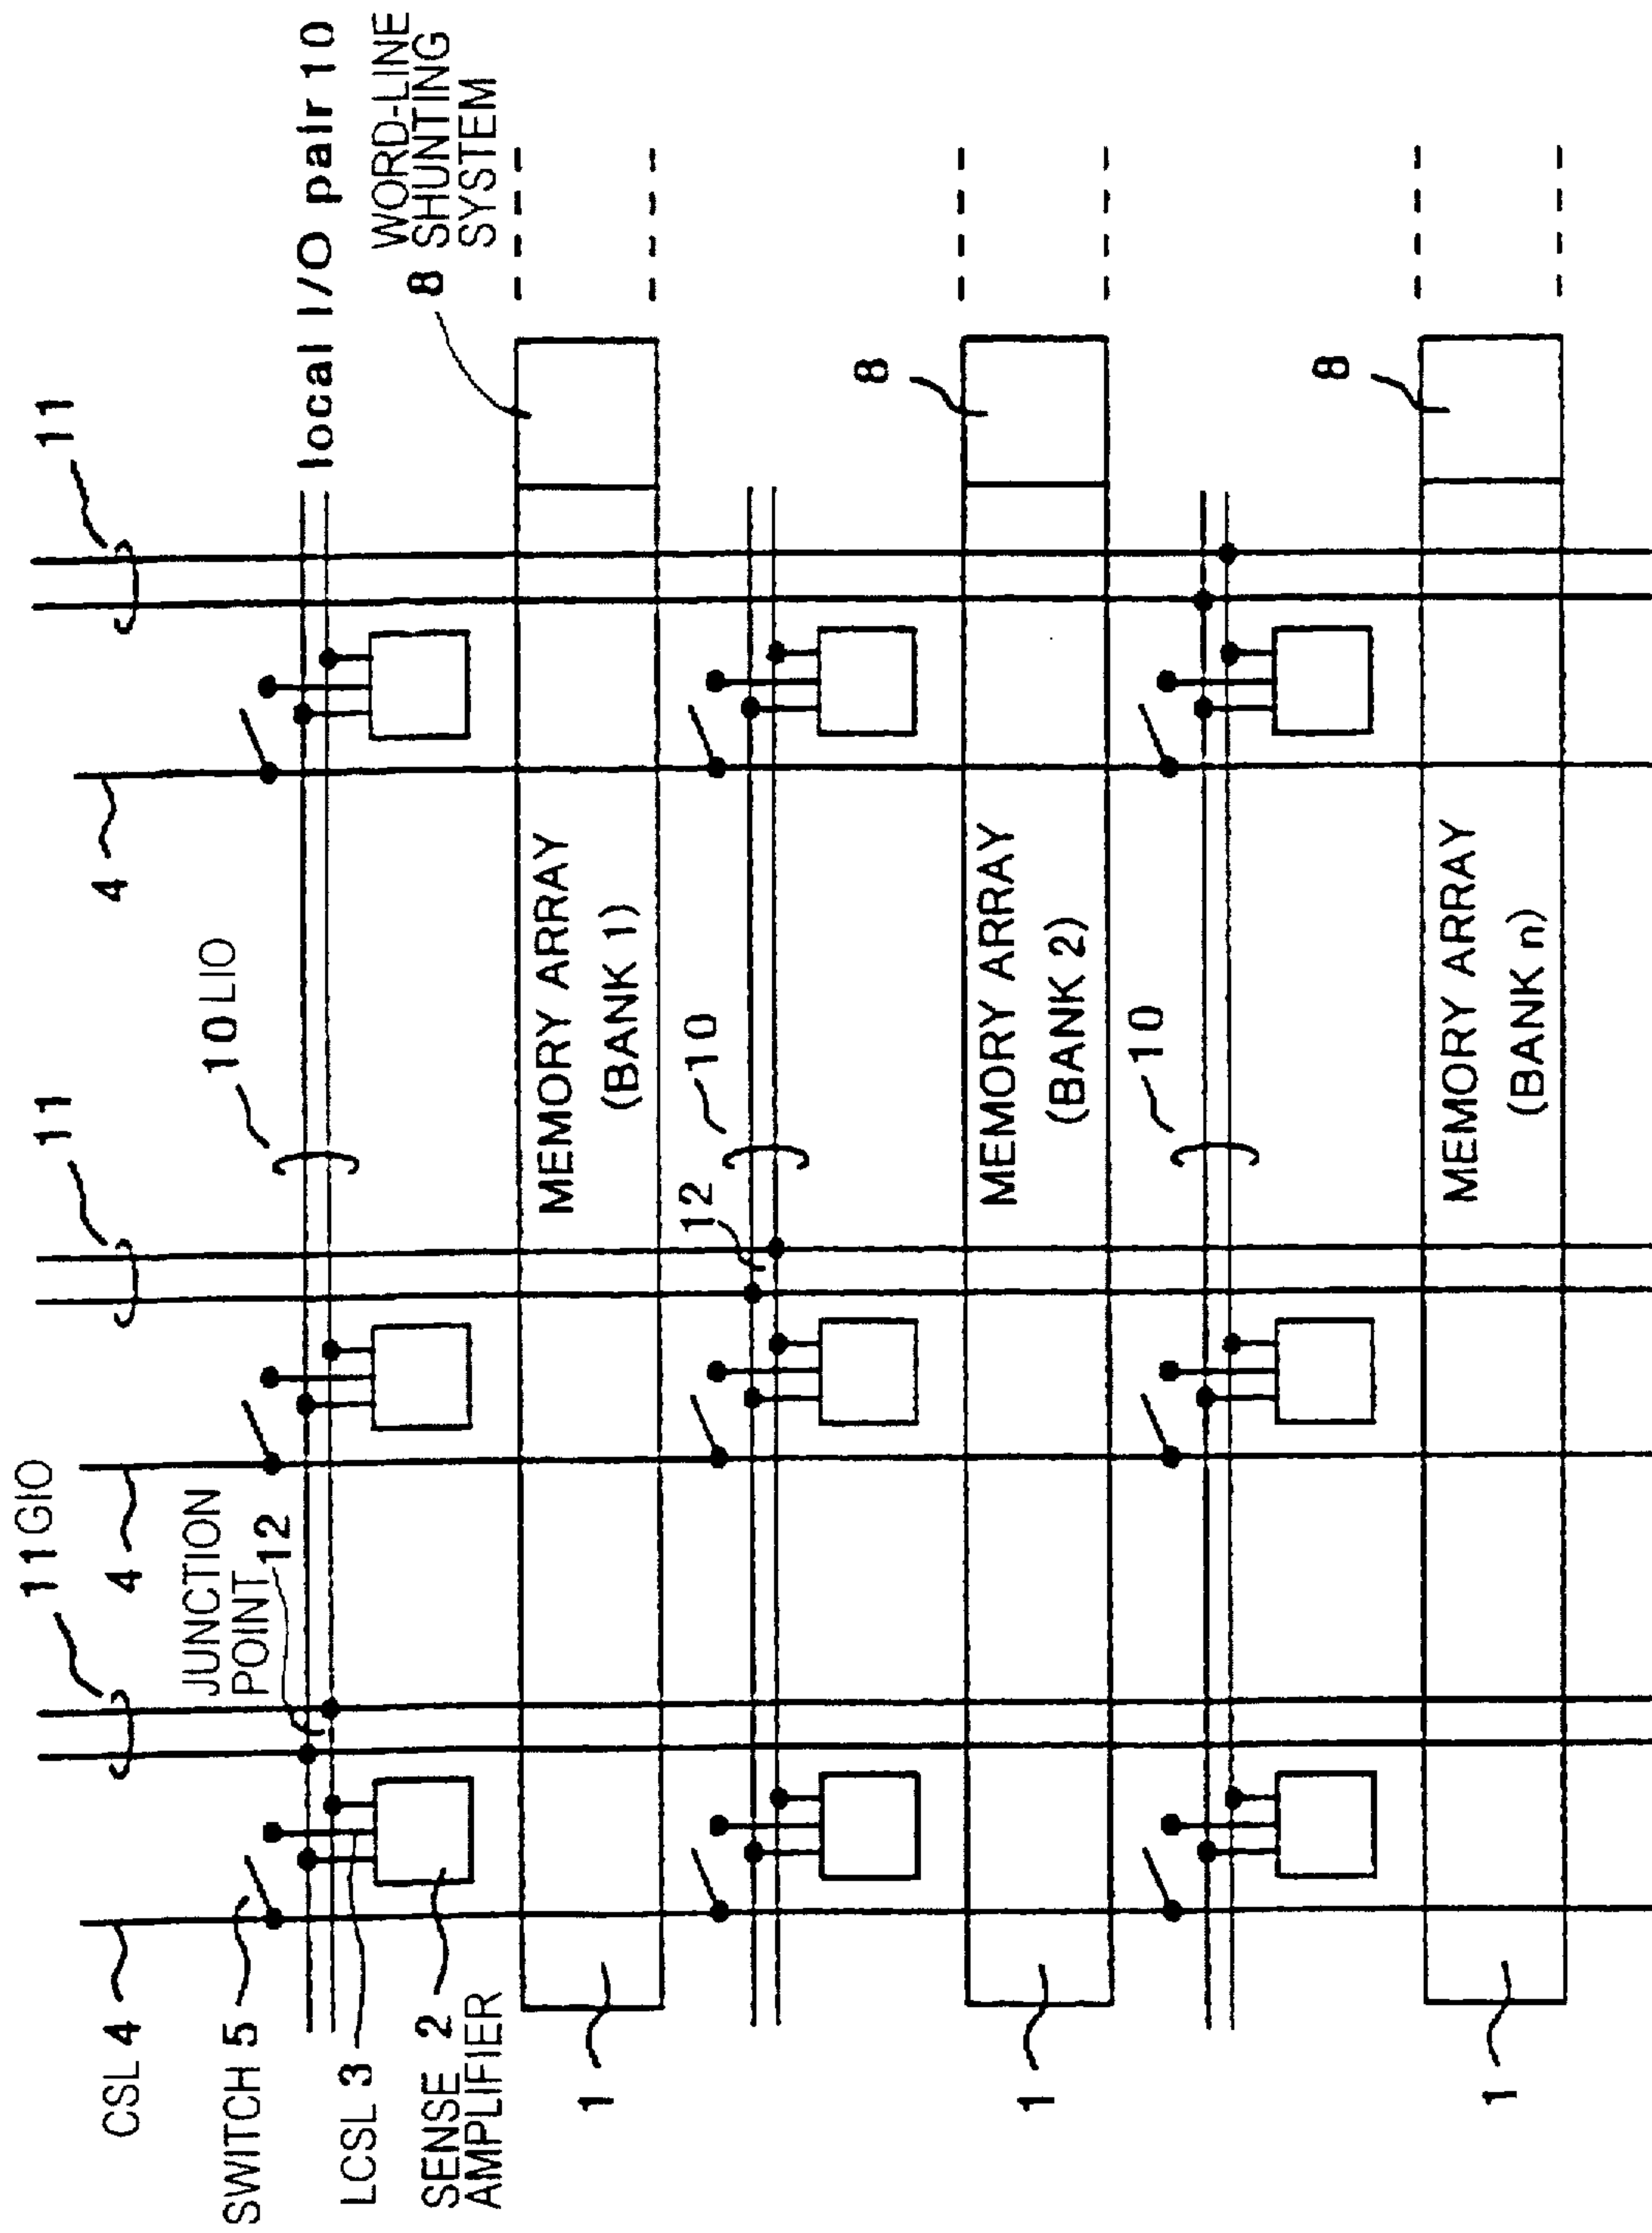 11 GIO
11
11
CSL 4
4
4
JUNCTION
POINT
12
10 LIO
SWITCH 5
local I/O pair 10
LCSL 3
SENSE 2
AMPLIFIER
8
WORD-LINE
SHUNTING
SYSTEM
MEMORY ARRAY
(BANK 1)
1
12
10
8
MEMORY ARRAY
(BANK 2)
1
10
8
MEMORY ARRAY
(BANK n)
1